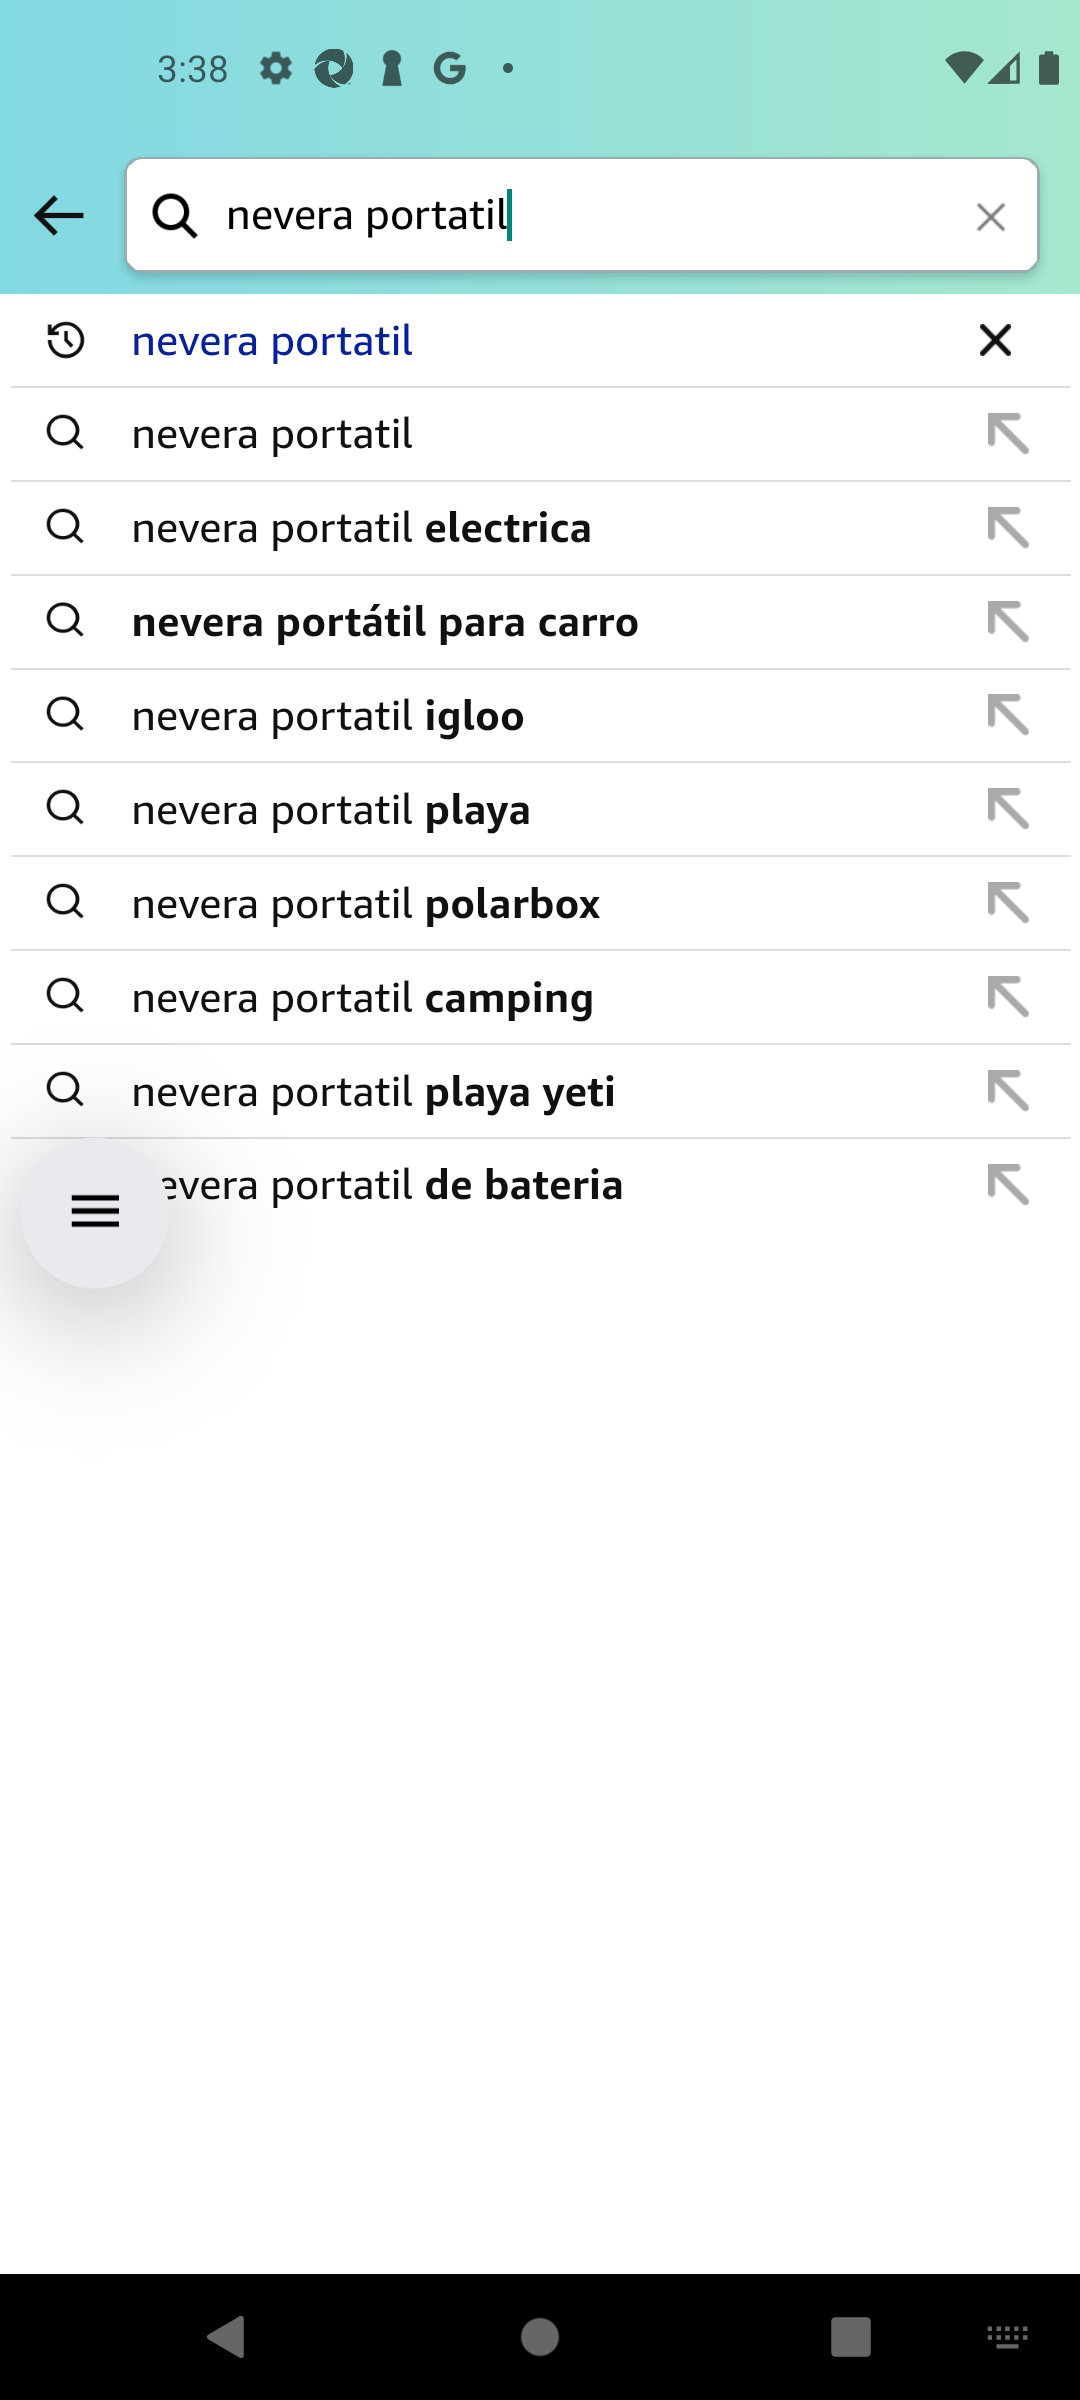 3:38
nevera portatil
nevera portatil
nevera portatil
nevera portatil electrica
nevera portátil para carro
nevera portatil igloo
nevera portatil playa
nevera portatil polarbox
nevera portatil camping
nevera portatil playa yeti
evera portatil de bateria